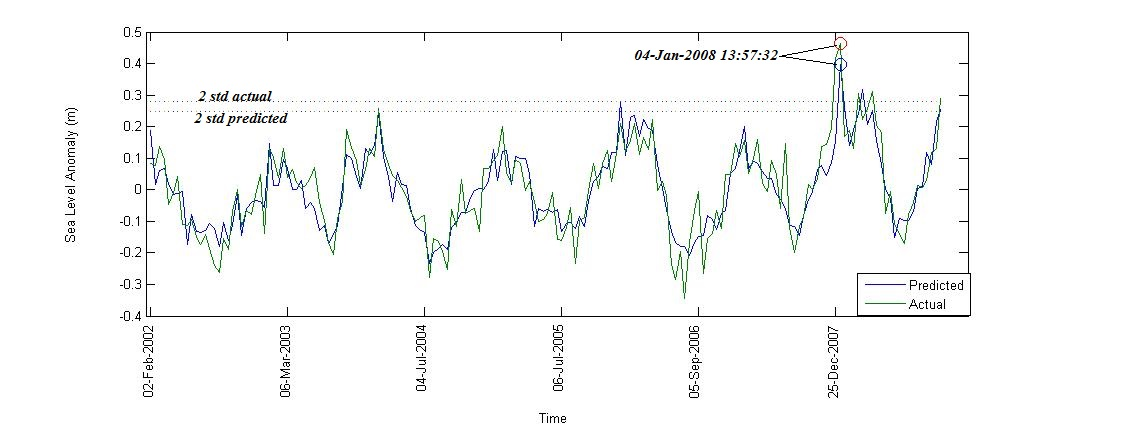 0.5
0.4
0.3
0.2
0.1
0
-0.1
-0.2
-0.3
-0.4
Sea Level Anomaly (m)
04-Jan-2008 13:57:32
2 std actual
2 std predicted
Predicted
Actual
02-Feb-2002
06-Mar-2003
04-Jul-2004
06-Jul-2005
05-Sep-2006
25-Dec-2007
Time